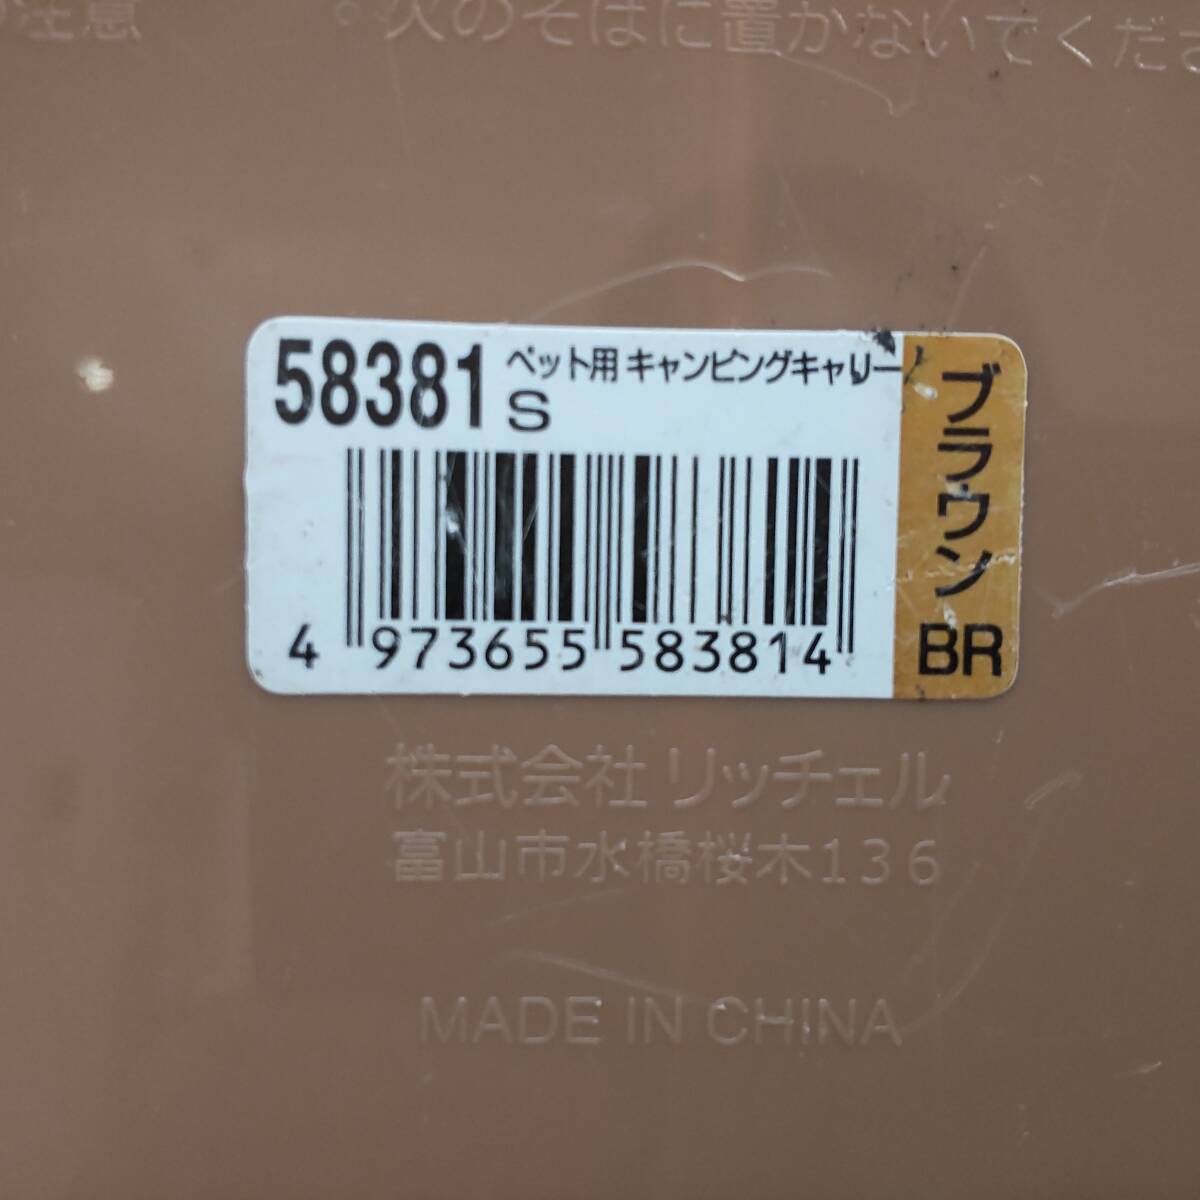 注意
。火のそばに置かないでくださ
58381 ペット用 キャンピングキャリー
S
ブラウン
BR
4 973655 583814
株式会社 リッチェル
富山市水橋桜木136
MADE IN CHINA